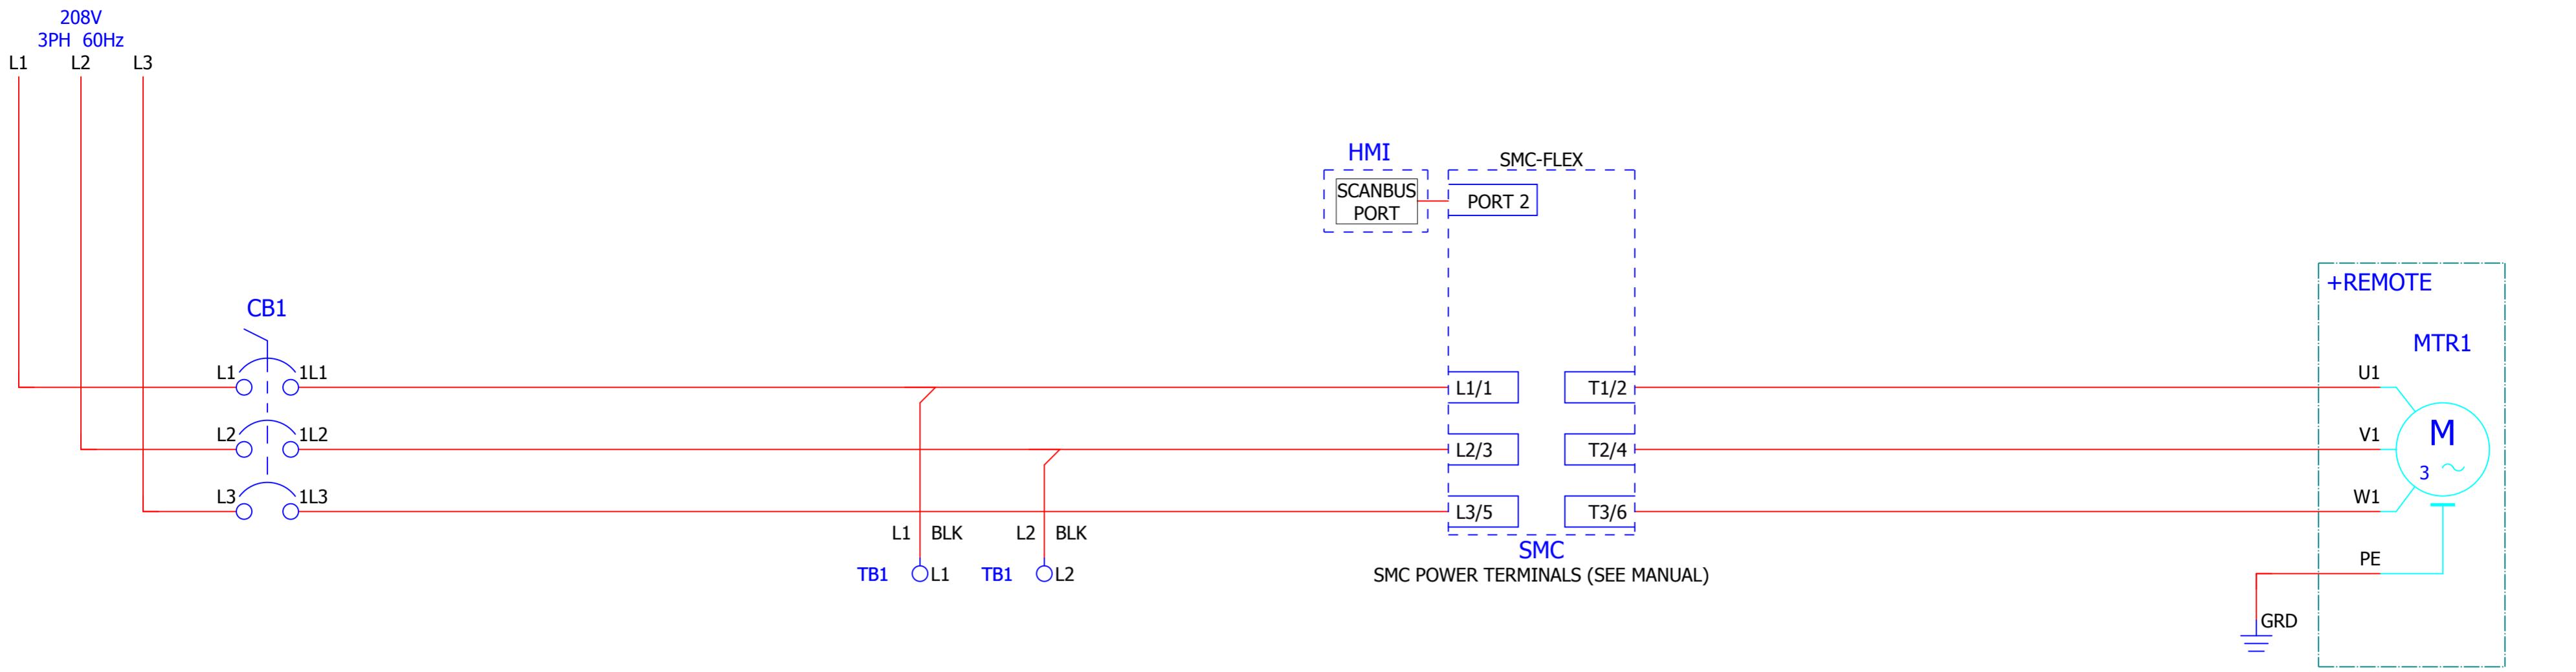 208V
3PH 60Hz
L1 L2 L3
HMI
SCANBUS
PORT
SMC-FLEX
PORT 2
+REMOTE
MTR1
CB1
L1 1L1
L2 1L2
L3 1L3
L1/1 T1/2
L2/3 T2/4
L3/5 T3/6
U1
V1
W1
M
3
PE
GRD
L1 BLK L2 BLK
TB1 L1 TB1 L2
SMC
SMC POWER TERMINALS (SEE MANUAL)